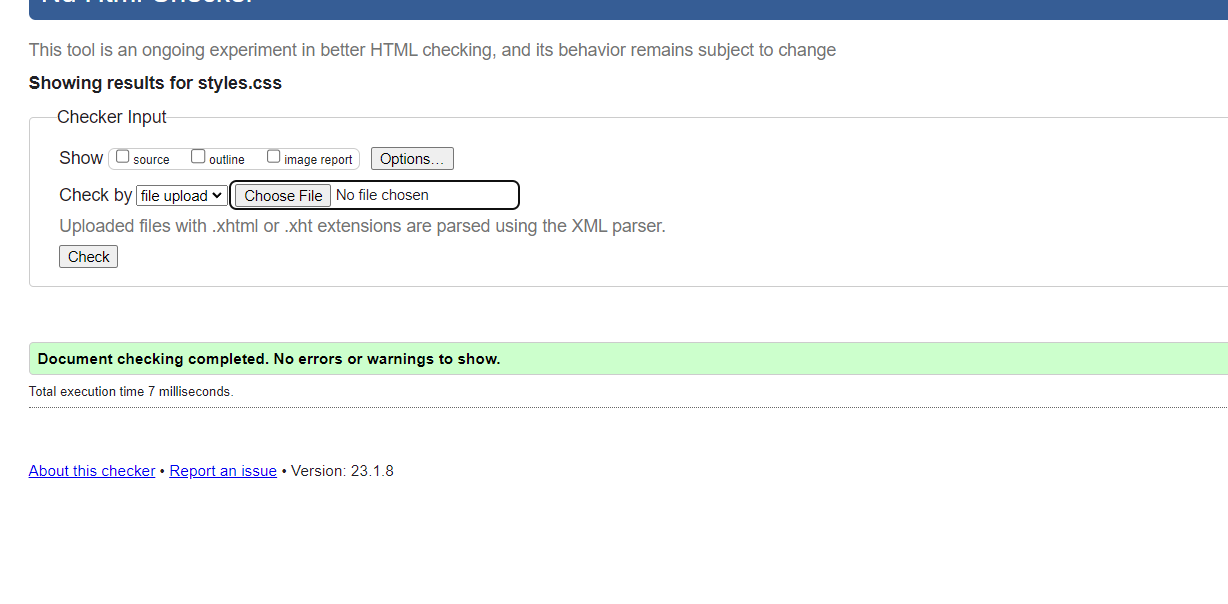 Nu Html Checker
This tool is an ongoing experiment in better HTML checking, and its behavior remains subject to change
Showing results for styles.css
Checker Input
Show source outline image report Options...
Check by file upload Choose File No file chosen
Uploaded files with .xhtml or .xht extensions are parsed using the XML parser.
Check
Document checking completed. No errors or warnings to show.
Total execution time 7 milliseconds.
About this checker • Report an issue • Version: 23.1.8